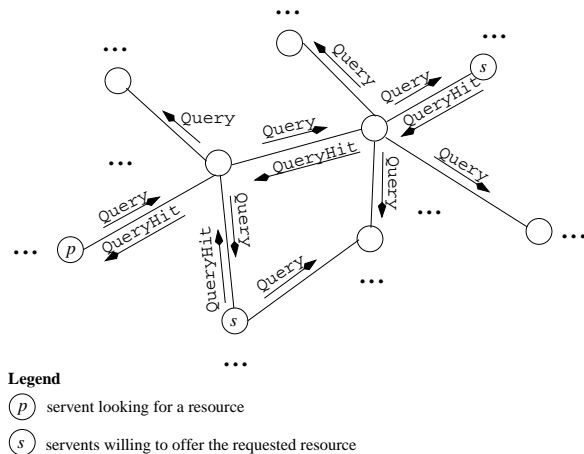 ...
...
...
Query
Query
QueryHit
s
Query
Query
QueryHit
...
Query
Query
QueryHit
Query
Query
...
...
p
...
QueryHit
Query
...
s
...
Legend
p servent looking for a resource
s servents willing to offer the requested resource